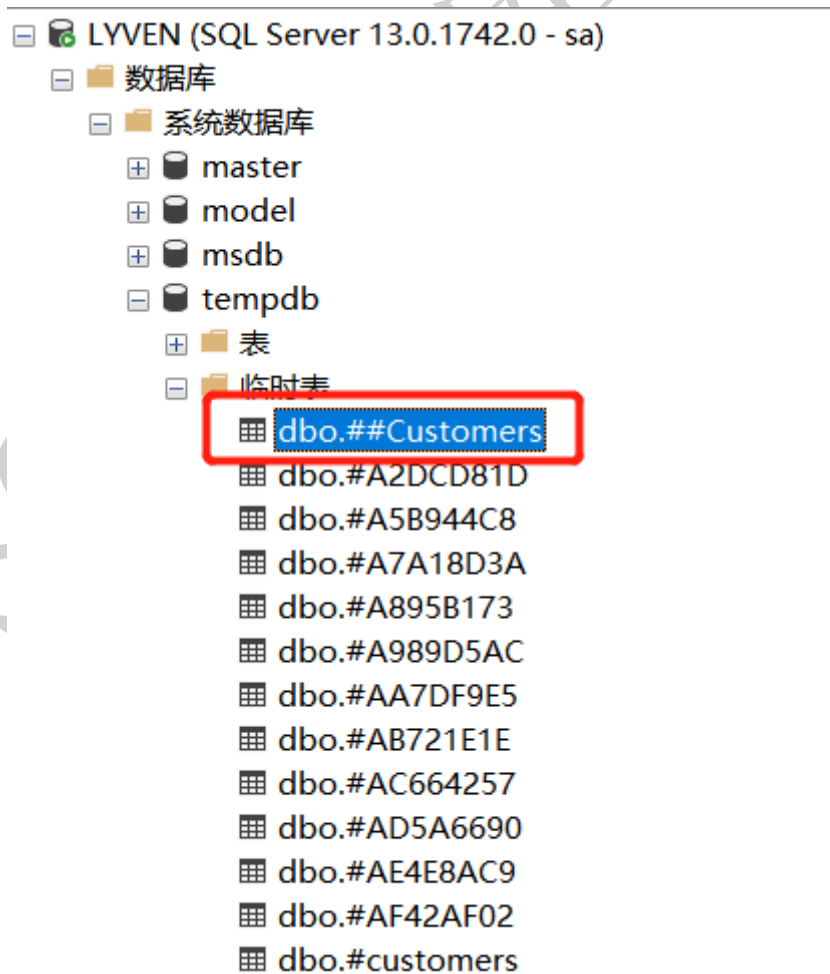 LYVEN (SQL Server 13.0.1742.0 - sa)
数据库
系统数据库
master
model
msdb
tempdb
表
临时表
dbo.##Customers
dbo.#A2DCD81D
dbo.#A5B944C8
dbo.#A7A18D3A
dbo.#A895B173
dbo.#A989D5AC
dbo.#AA7DF9E5
dbo.#AB721E1E
dbo.#AC664257
dbo.#AD5A6690
dbo.#AE4E8AC9
dbo.#AF42AF02
dbo.#customers